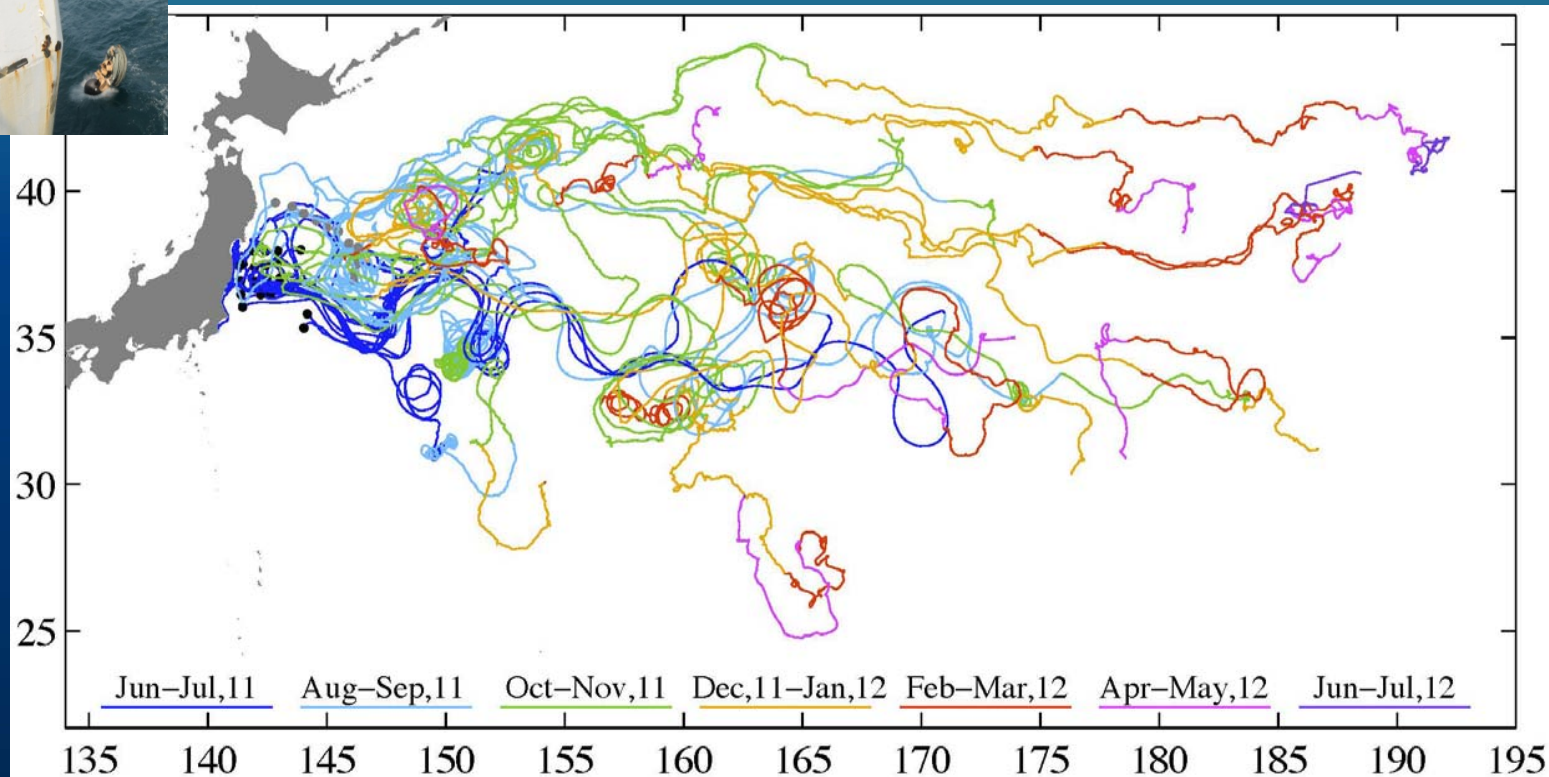 40
35
30
25
Jun–Jul,11 Aug–Sep,11 Oct–Nov,11 Dec,11–Jan,12 Feb–Mar,12 Apr–May,12 Jun–Jul,12
135 140 145 150 155 160 165 170 175 180 185 190 195